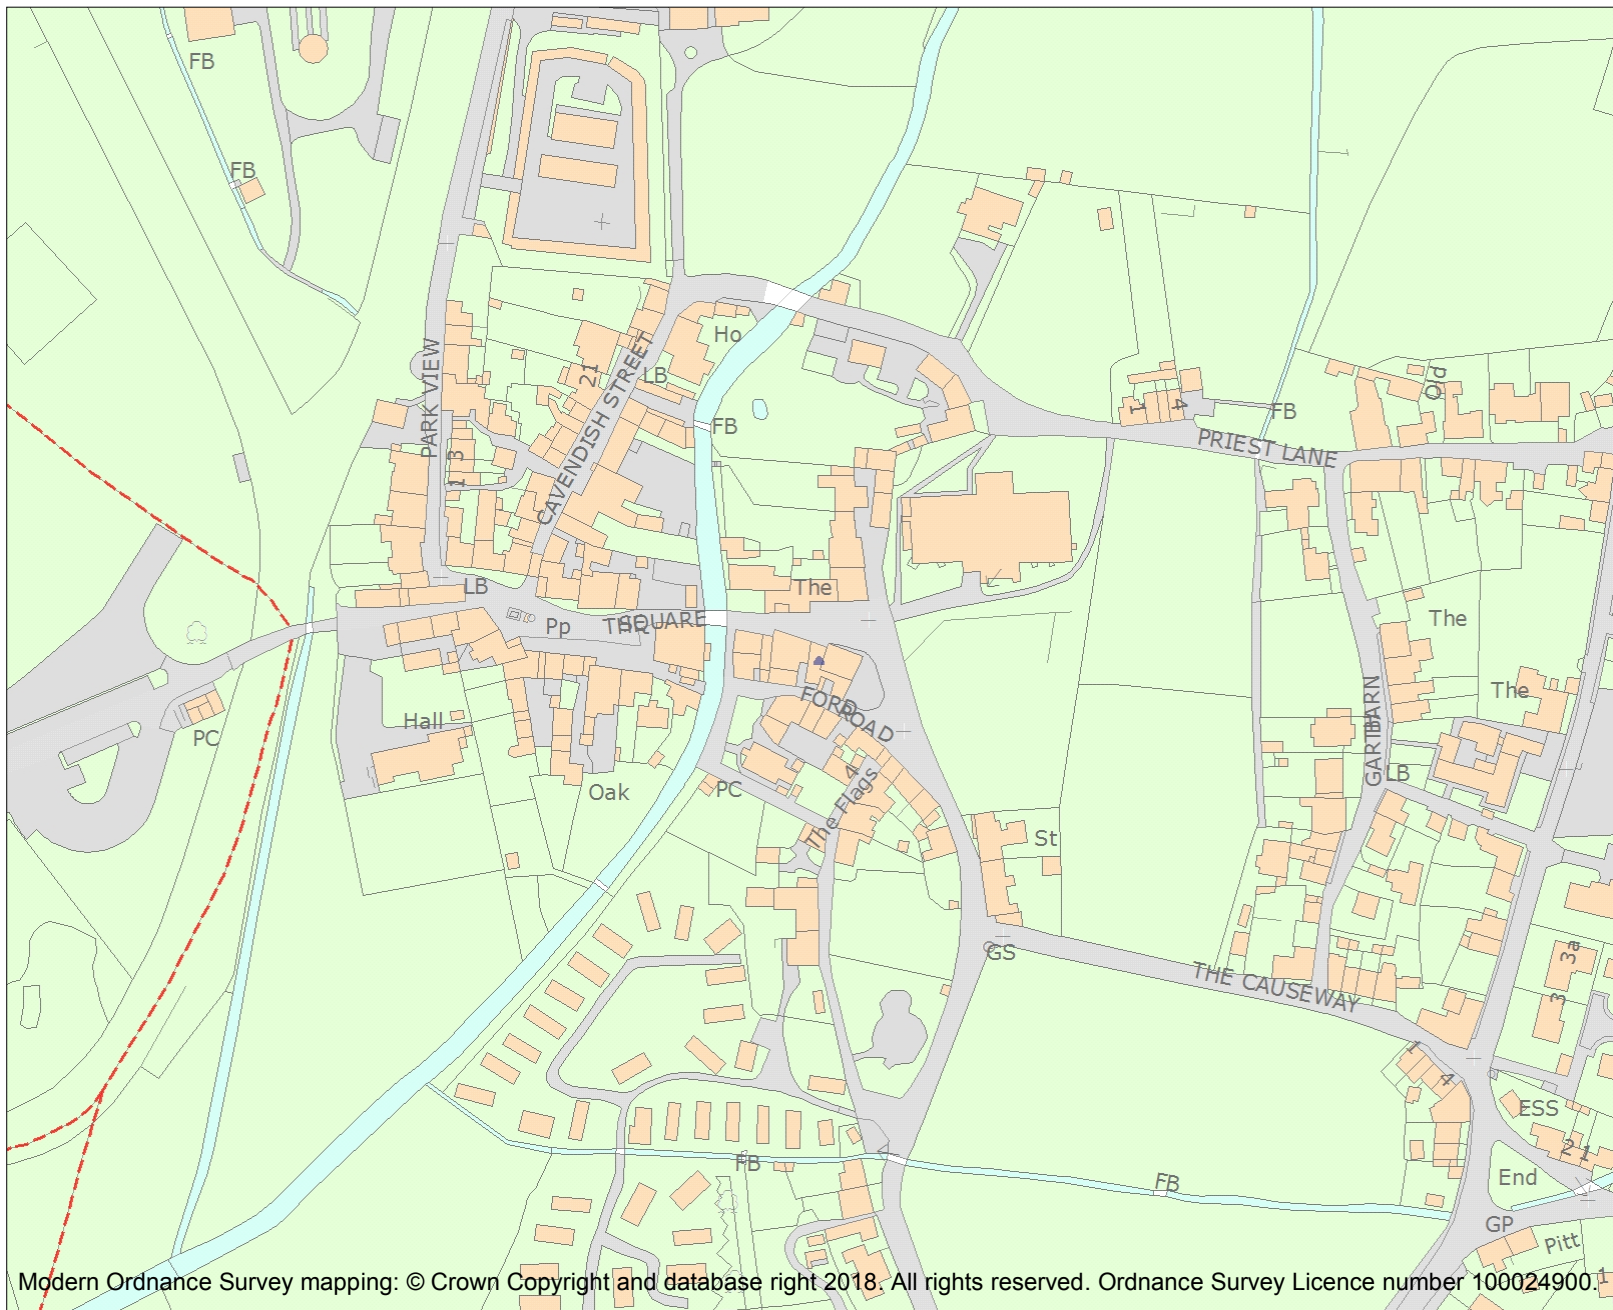 FB
FB
Ho
PARK VIEW
21
LB
CAVENDISH STREET
Old
1
4
FB
FB
PRIEST LANE
3
1
LB
The
The
Pp
THE SQUARE
The
FORD ROAD
BARN GARTH
Hall
PC
LB
4
Oak
PC
The Flags
St
GS
3a
THE CAUSEWAY
3
1
4
ESS
2 1
FB
FB
End
GP
Pitt
1
Modern Ordnance Survey mapping: © Crown Copyright and database right 2018. All rights reserved. Ordnance Survey Licence number 100024900.